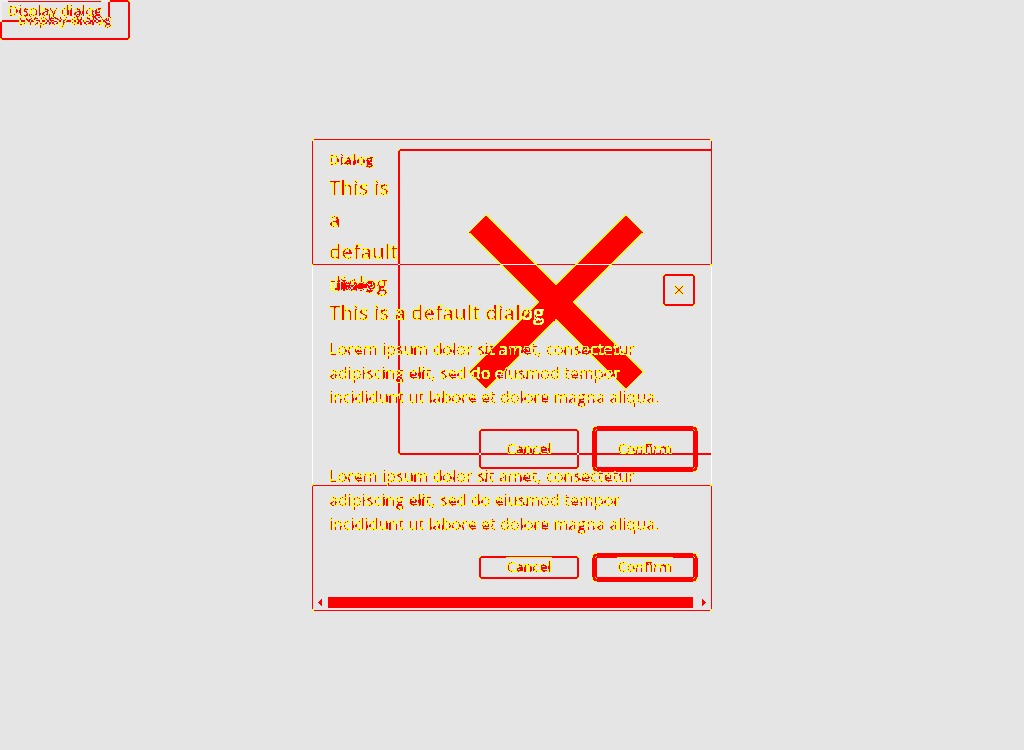 Display dialog
Display dialog
Dialog
This is
a
default
dialog
Dialog
This is a default dialog
Lorem ipsum dolor sit amet, consectetur
adipiscing elit, sed do eiusmod tempor
incididunt ut labore et dolore magna aliqua.
Cancel
Confirm
Lorem ipsum dolor sit amet, consectetur
adipiscing elit, sed do eiusmod tempor
incididunt ut labore et dolore magna aliqua.
Cancel
Confirm